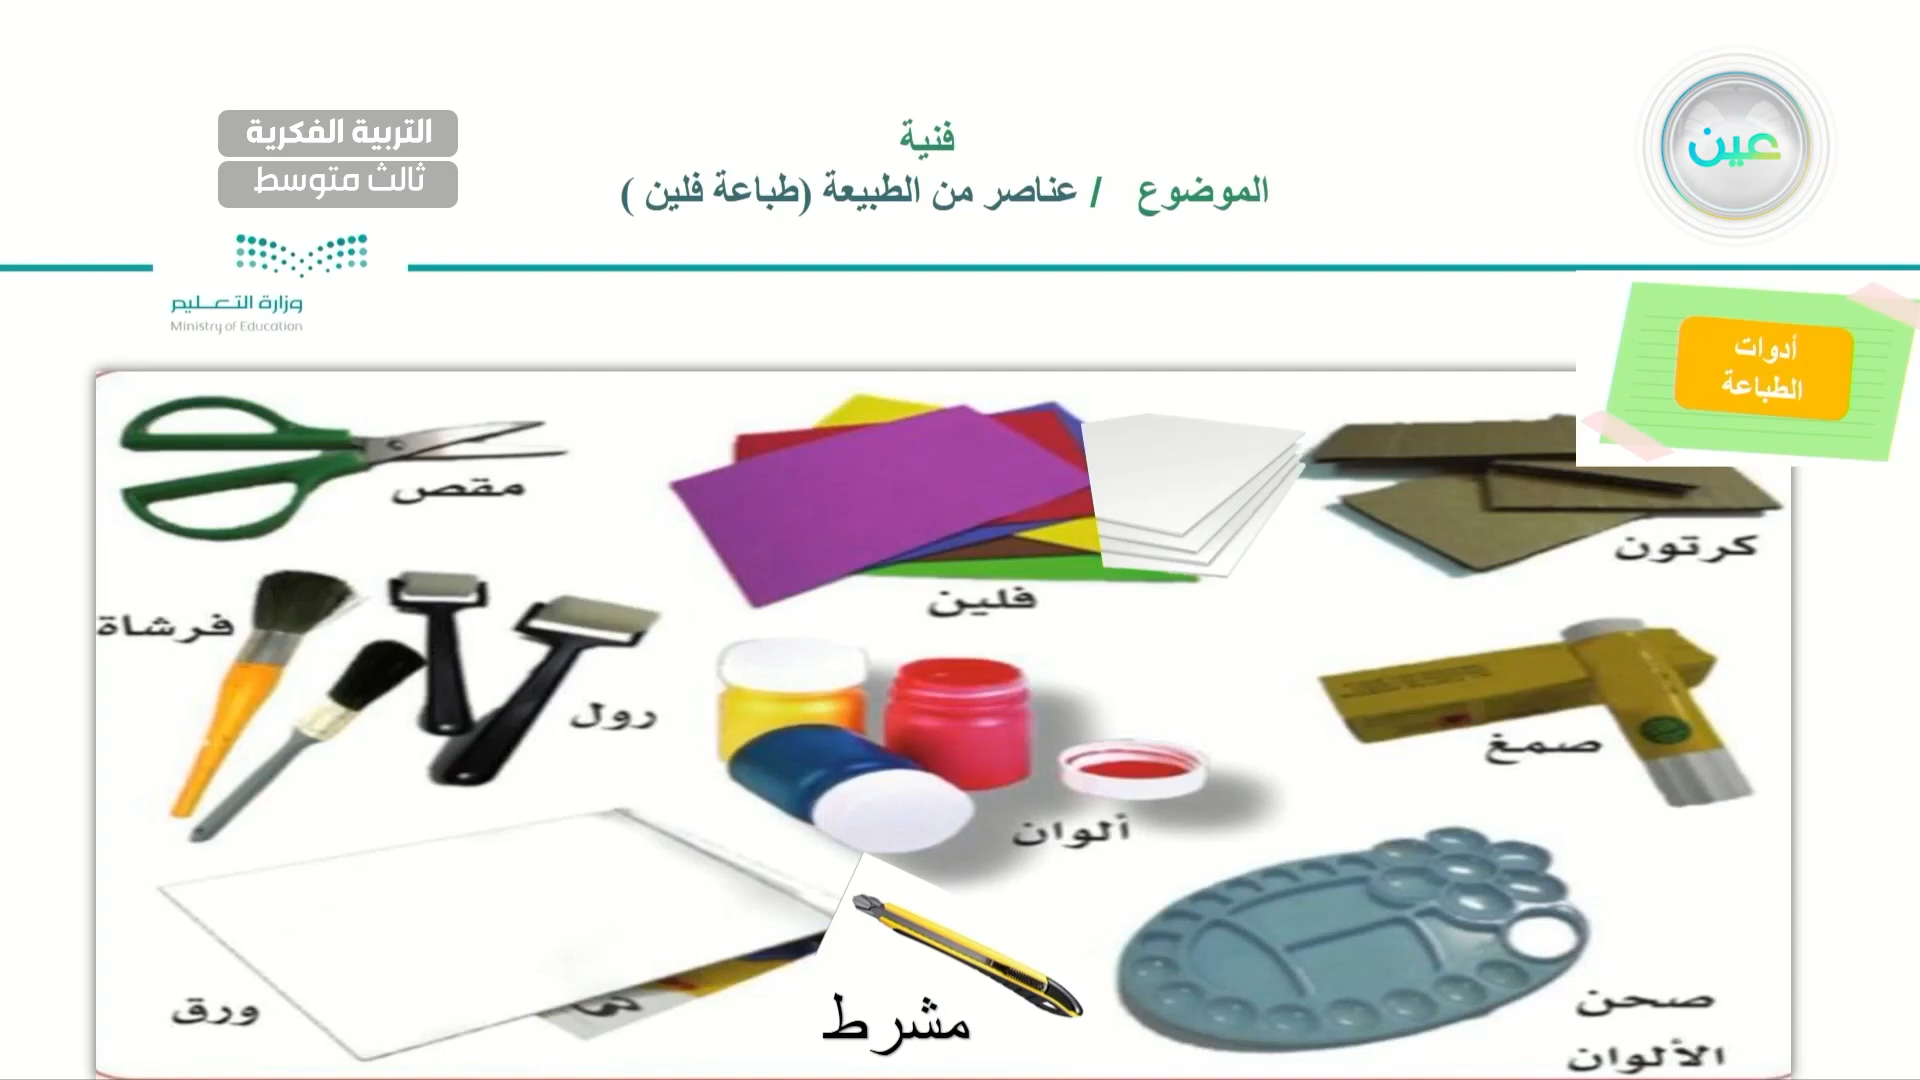 فنية
الموضوع / عناصر من الطبيعة (طباعة فلين )
عين
التربية الفكرية
ثالث متوسط
وزارة التعليم
Ministry of Education
أدوات
الطباعة
مقص
فلين
كرتون
فرشاة
رول
ألوان
صمغ
ورق
مشرط
صحن
الألوان